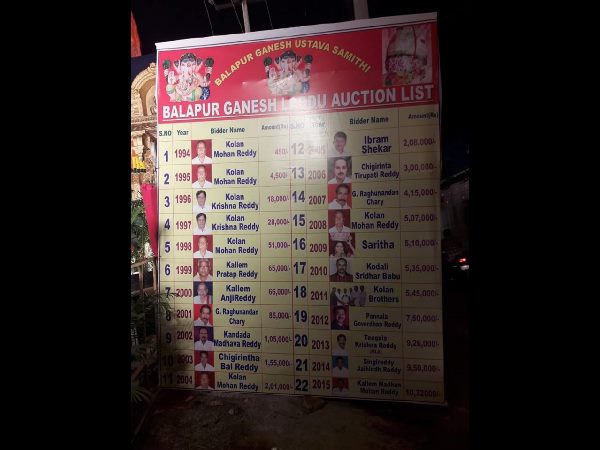 BALAPUR GANESH USTAVA SAMITHI
BALAPUR GANESH LADDU AUCTION LIST
S.NO Year Bidder Name Amount(Rs)
1 1994 Kolan Mohan Reddy 450/-
2 1995 Kolan Mohan Reddy 4,500/-
3 1996 Kolan Krishna Reddy 18,000/-
4 1997 Kolan Krishna Reddy 28,000/-
5 1998 Kolan Mohan Reddy 51,000/-
6 1999 Kallem Pratap Reddy 65,000/-
7 2000 Kallem AnjiReddy 66,000/-
8 2001 G. Raghunandan Chary 85,000/-
9 2002 Kandada Madhava Reddy 1,05,000/-
10 2003 Chigirintha Bal Reddy 1,55,000/-
11 2004 Kolan Mohan Reddy 2,01,000/-
S.NO Year Bidder Name Amount(Rs)
12 2005 Ibram Shekar 2,08,000/-
13 2006 Chigirinta Tirupati Reddy 3,00,000/-
14 2007 G. Raghunandan Chary 4,15,000/-
15 2008 Kolan Mohan Reddy 5,07,000/-
16 2009 Saritha 5,10,000/-
17 2010 Kodali Sridhar Babu 5,35,000/-
18 2011 Kolan Brothers 5,45,000/-
19 2012 Pannala Goverdhan Reddy 7,50,000/-
20 2013 Teegala Krishna Reddy 9,26,000/-
21 2014 Singireddy Jaihirdh Reddy 9,50,000/-
22 2015 Kallem Madhan Mohan Reddy 10,32000/-